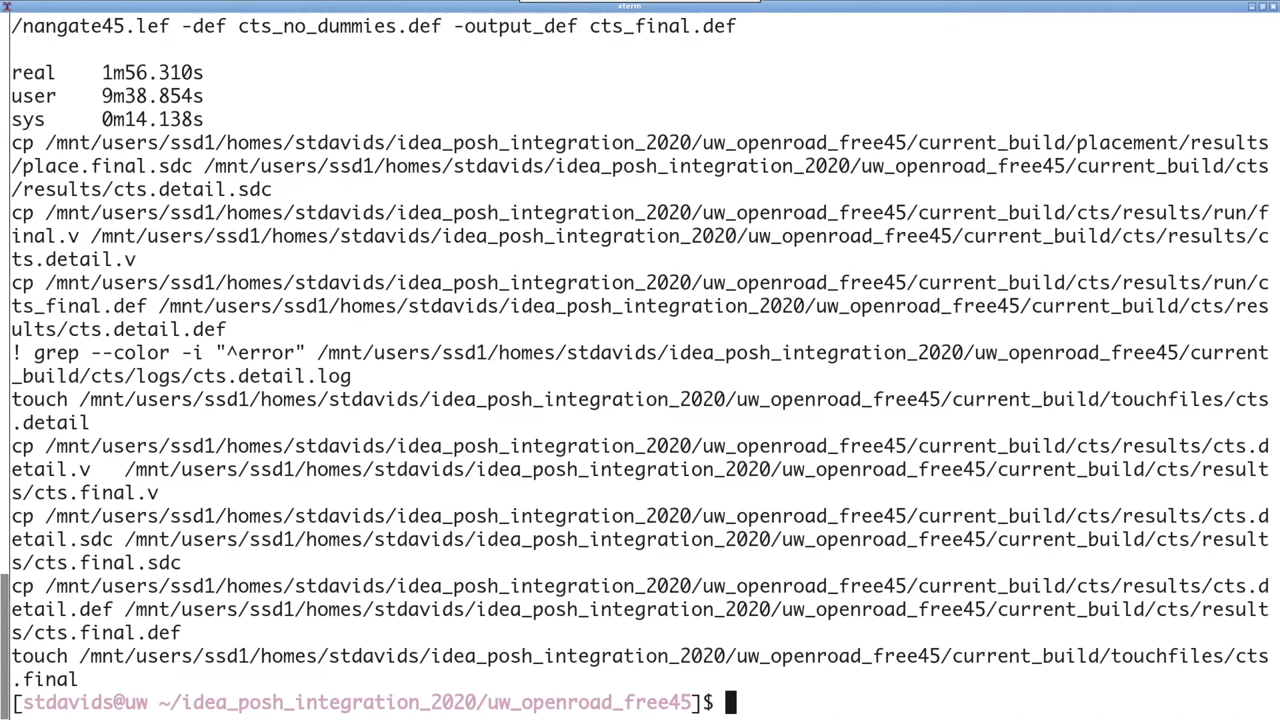 xterm
/nangate45.lef -def cts_no_dummies.def -output_def cts_final.def
real    1m56.310s
user    9m38.854s
sys     0m14.138s
cp /mnt/users/ssd1/homes/stdavids/idea_posh_integration_2020/uw_openroad_free45/current_build/placement/results
/place.final.sdc /mnt/users/ssd1/homes/stdavids/idea_posh_integration_2020/uw_openroad_free45/current_build/cts
/results/cts.detail.sdc
cp /mnt/users/ssd1/homes/stdavids/idea_posh_integration_2020/uw_openroad_free45/current_build/cts/results/run/f
inal.v /mnt/users/ssd1/homes/stdavids/idea_posh_integration_2020/uw_openroad_free45/current_build/cts/results/c
ts.detail.v
cp /mnt/users/ssd1/homes/stdavids/idea_posh_integration_2020/uw_openroad_free45/current_build/cts/results/run/c
ts_final.def /mnt/users/ssd1/homes/stdavids/idea_posh_integration_2020/uw_openroad_free45/current_build/cts/res
ults/cts.detail.def
! grep --color -i "^error" /mnt/users/ssd1/homes/stdavids/idea_posh_integration_2020/uw_openroad_free45/current
_build/cts/logs/cts.detail.log
touch /mnt/users/ssd1/homes/stdavids/idea_posh_integration_2020/uw_openroad_free45/current_build/touchfiles/cts
.detail
cp /mnt/users/ssd1/homes/stdavids/idea_posh_integration_2020/uw_openroad_free45/current_build/cts/results/cts.d
etail.v   /mnt/users/ssd1/homes/stdavids/idea_posh_integration_2020/uw_openroad_free45/current_build/cts/result
s/cts.final.v
cp /mnt/users/ssd1/homes/stdavids/idea_posh_integration_2020/uw_openroad_free45/current_build/cts/results/cts.d
etail.sdc /mnt/users/ssd1/homes/stdavids/idea_posh_integration_2020/uw_openroad_free45/current_build/cts/result
s/cts.final.sdc
cp /mnt/users/ssd1/homes/stdavids/idea_posh_integration_2020/uw_openroad_free45/current_build/cts/results/cts.d
etail.def /mnt/users/ssd1/homes/stdavids/idea_posh_integration_2020/uw_openroad_free45/current_build/cts/result
s/cts.final.def
touch /mnt/users/ssd1/homes/stdavids/idea_posh_integration_2020/uw_openroad_free45/current_build/touchfiles/cts
.final
[stdavids@uw ~/idea_posh_integration_2020/uw_openroad_free45]$